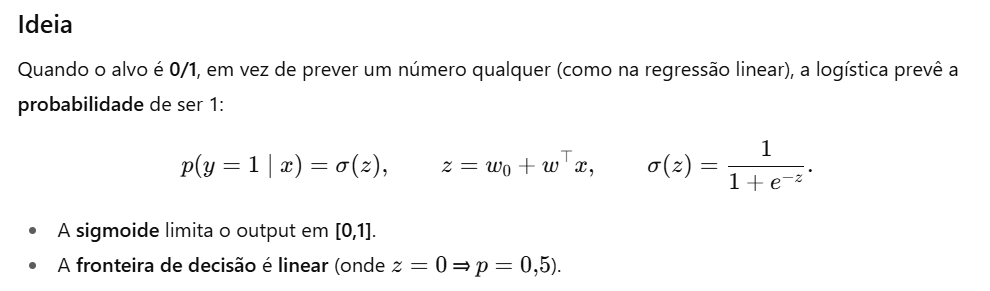 Ideia
Quando o alvo é 0/1, em vez de prever um número qualquer (como na regressão linear), a logística prevê a
probabilidade de ser 1:
p(y = 1 | x) = σ(z), z = w₀ + w^⊤x, σ(z) = 1 / (1 + e^{−z}).
• A sigmoide limita o output em [0,1].
• A fronteira de decisão é linear (onde z = 0 ⇒ p = 0,5).